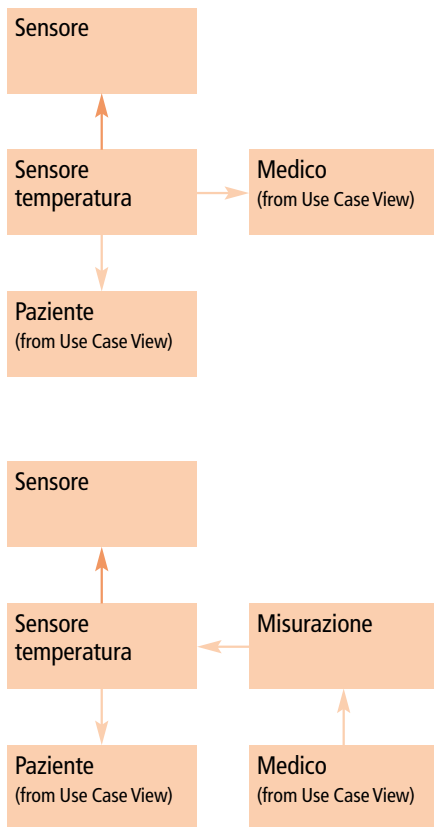 Sensore
Sensore
temperatura
Medico
(from Use Case View)
Paziente
(from Use Case View)
Sensore
Sensore
temperatura
Misurazione
Paziente
(from Use Case View)
Medico
(from Use Case View)